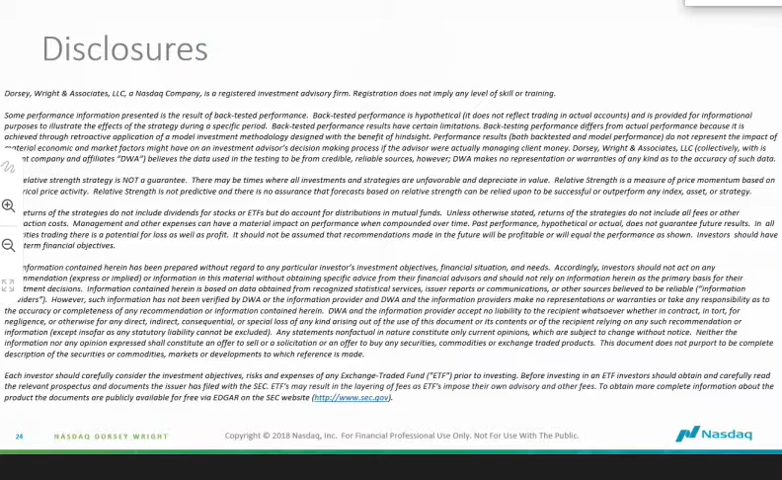 Disclosures
Dorsey, Wright & Associates, LLC, a Nasdaq Company, is a registered investment advisory firm. Registration does not imply any level of skill or training.
Some performance information presented is the result of back-tested performance. Back-tested performance is hypothetical (it does not reflect trading in actual accounts) and is provided for informational
purposes to illustrate the effects of the strategy during a specific period. Back-tested performance results have certain limitations. Back-testing performance differs from actual performance because it is
achieved through retroactive application of a model investment methodology designed with the benefit of hindsight. Performance results (both backtested and model performance) do not represent the impact of
material economic and market factors might have on an investment advisor's decision making process if the advisor were actually managing client money. Dorsey, Wright & Associates, LLC (collectively, with is
nt company and affiliates "DWA") believes the data used in the testing to be from credible, reliable sources, however; DWA makes no representation or warranties of any kind as to the accuracy of such data.
elative strength strategy is NOT a guarantee. There may be times where all investments and strategies are unfavorable and depreciate in value. Relative Strength is a measure of price momentum based on
rical price activity. Relative Strength is not predictive and there is no assurance that forecasts based on relative strength can be relied upon to be successful or outperform any index, asset, or strategy.
eturns of the strategies do not include dividends for stocks or ETFs but do account for distributions in mutual funds. Unless otherwise stated, returns of the strategies do not include all fees or other
action costs. Management and other expenses can have a material impact on performance when compounded over time. Past performance, hypothetical or actual, does not guarantee future results. In all
ities trading there is a potential for loss as well as profit. It should not be assumed that recommendations made in the future will be profitable or will equal the performance as shown. Investors should have
term financial objectives.
nformation contained herein has been prepared without regard to any particular investor's investment objectives, financial situation, and needs. Accordingly, investors should not act on any
mmendation (express or implied) or information in this material without obtaining specific advice from their financial advisors and should not rely on information herein as the primary basis for their
tment decisions. Information contained herein is based on data obtained from recognized statistical services, issuer reports or communications, or other sources believed to be reliable ("information
viders"). However, such information has not been verified by DWA or the information provider and DWA and the information providers make no representations or warranties or take any responsibility as to
the accuracy or completeness of any recommendation or information contained herein. DWA and the information provider accept no liability to the recipient whatsoever whether in contract, in tort, for
negligence, or otherwise for any direct, indirect, consequential, or special loss of any kind arising out of the use of this document or its contents or of the recipient relying on any such recommendation or
information (except insofar as any statutory liability cannot be excluded). Any statements nonfactual in nature constitute only current opinions, which are subject to change without notice. Neither the
information nor any opinion expressed shall constitute an offer to sell or a solicitation or an offer to buy any securities, commodities or exchange traded products. This document does not purport to be complete
description of the securities or commodities, markets or developments to which reference is made.
Each investor should carefully consider the investment objectives, risks and expenses of any Exchange-Traded Fund ("ETF") prior to investing. Before investing in an ETF investors should obtain and carefully read
the relevant prospectus and documents the issuer has filed with the SEC. ETF's may result in the layering of fees as ETF's impose their own advisory and other fees. To obtain more complete information about the
product the documents are publicly available for free via EDGAR on the SEC website (http://www.sec.gov).
24 NASDAQ DORSEY WRIGHT Copyright © 2018 Nasdaq, Inc. For Financial Professional Use Only. Not For Use With The Public. Nasdaq